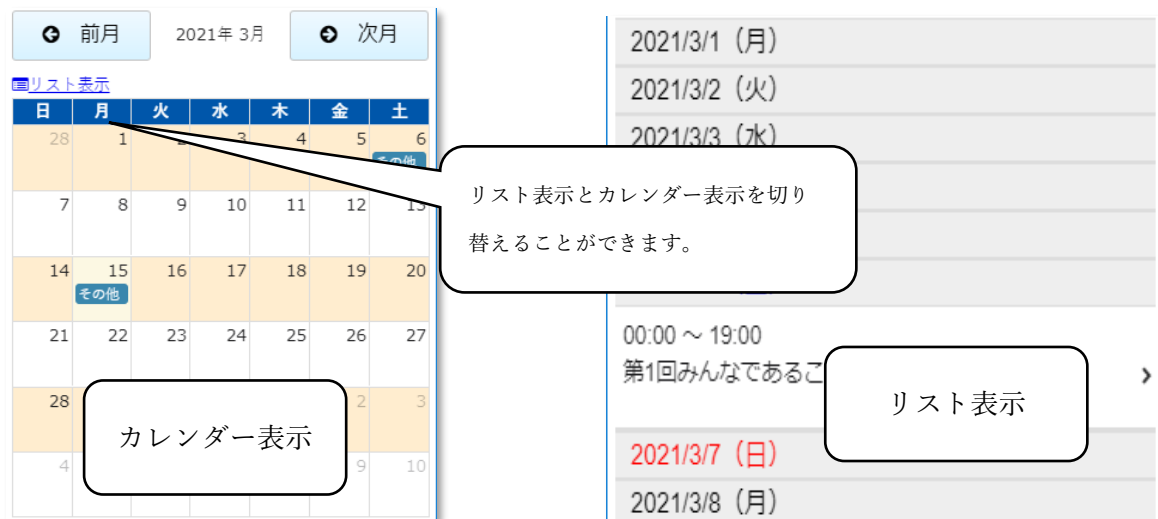 前月 2021年 3月 次月
リスト表示
日 月 火 水 木 金 土
28 1 2 3 4 5 6
その他
7 8 9 10 11 12 13
14 15 16 17 18 19 20
その他
21 22 23 24 25 26 27
28 2 3
4 9 10
カレンダー表示
リスト表示とカレンダー表示を切り
替えることができます。
2021/3/1（月）
2021/3/2（火）
2021/3/3（水）
00:00 ～ 19:00
第1回みんなであるこ
リスト表示
2021/3/7（日）
2021/3/8（月）